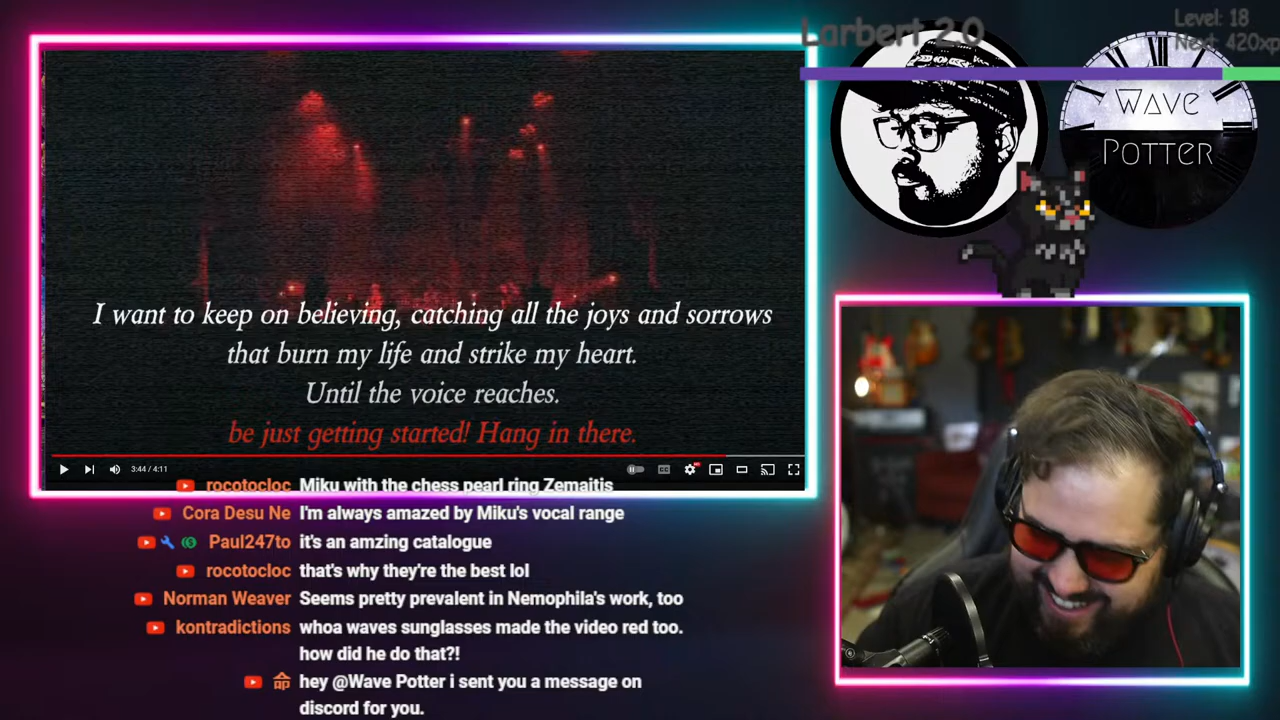 Larbert 2.0
Level: 18
Next: 420xp
WAVE
POTTER
I want to keep on believing, catching all the joys and sorrows
that burn my life and strike my heart.
Until the voice reaches.
be just getting started! Hang in there.
3:44 / 4:11
rocotocloc Miku with the chess pearl ring Zemaitis
Cora Desu Ne I'm always amazed by Miku's vocal range
Paul247to it's an amzing catalogue
rocotocloc that's why they're the best lol
Norman Weaver Seems pretty prevalent in Nemophila's work, too
kontradictions whoa waves sunglasses made the video red too.
how did he do that?!
命 hey @Wave Potter i sent you a message on
discord for you.